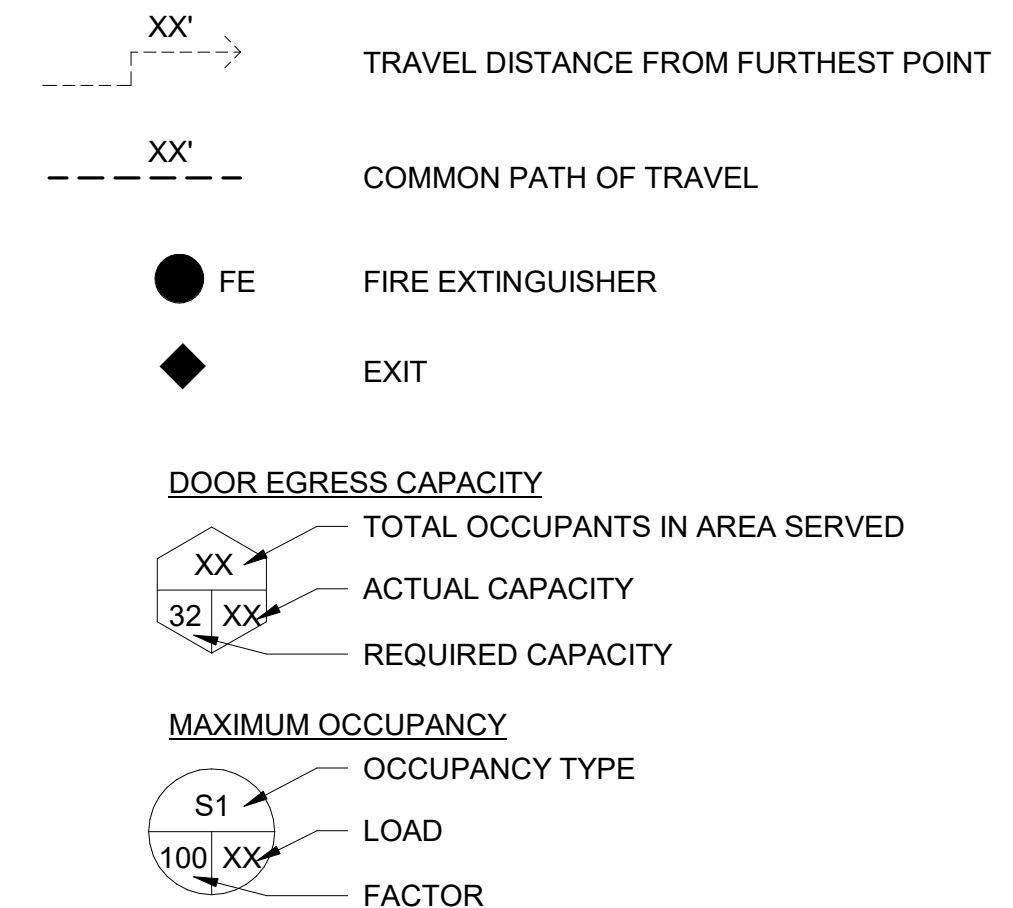 XX'
TRAVEL DISTANCE FROM FURTHEST POINT
XX'
COMMON PATH OF TRAVEL
FE
FIRE EXTINGUISHER
EXIT
DOOR EGRESS CAPACITY
TOTAL OCCUPANTS IN AREA SERVED
XX
ACTUAL CAPACITY
32 XX
REQUIRED CAPACITY
MAXIMUM OCCUPANCY
OCCUPANCY TYPE
S1
LOAD
100 XX
FACTOR